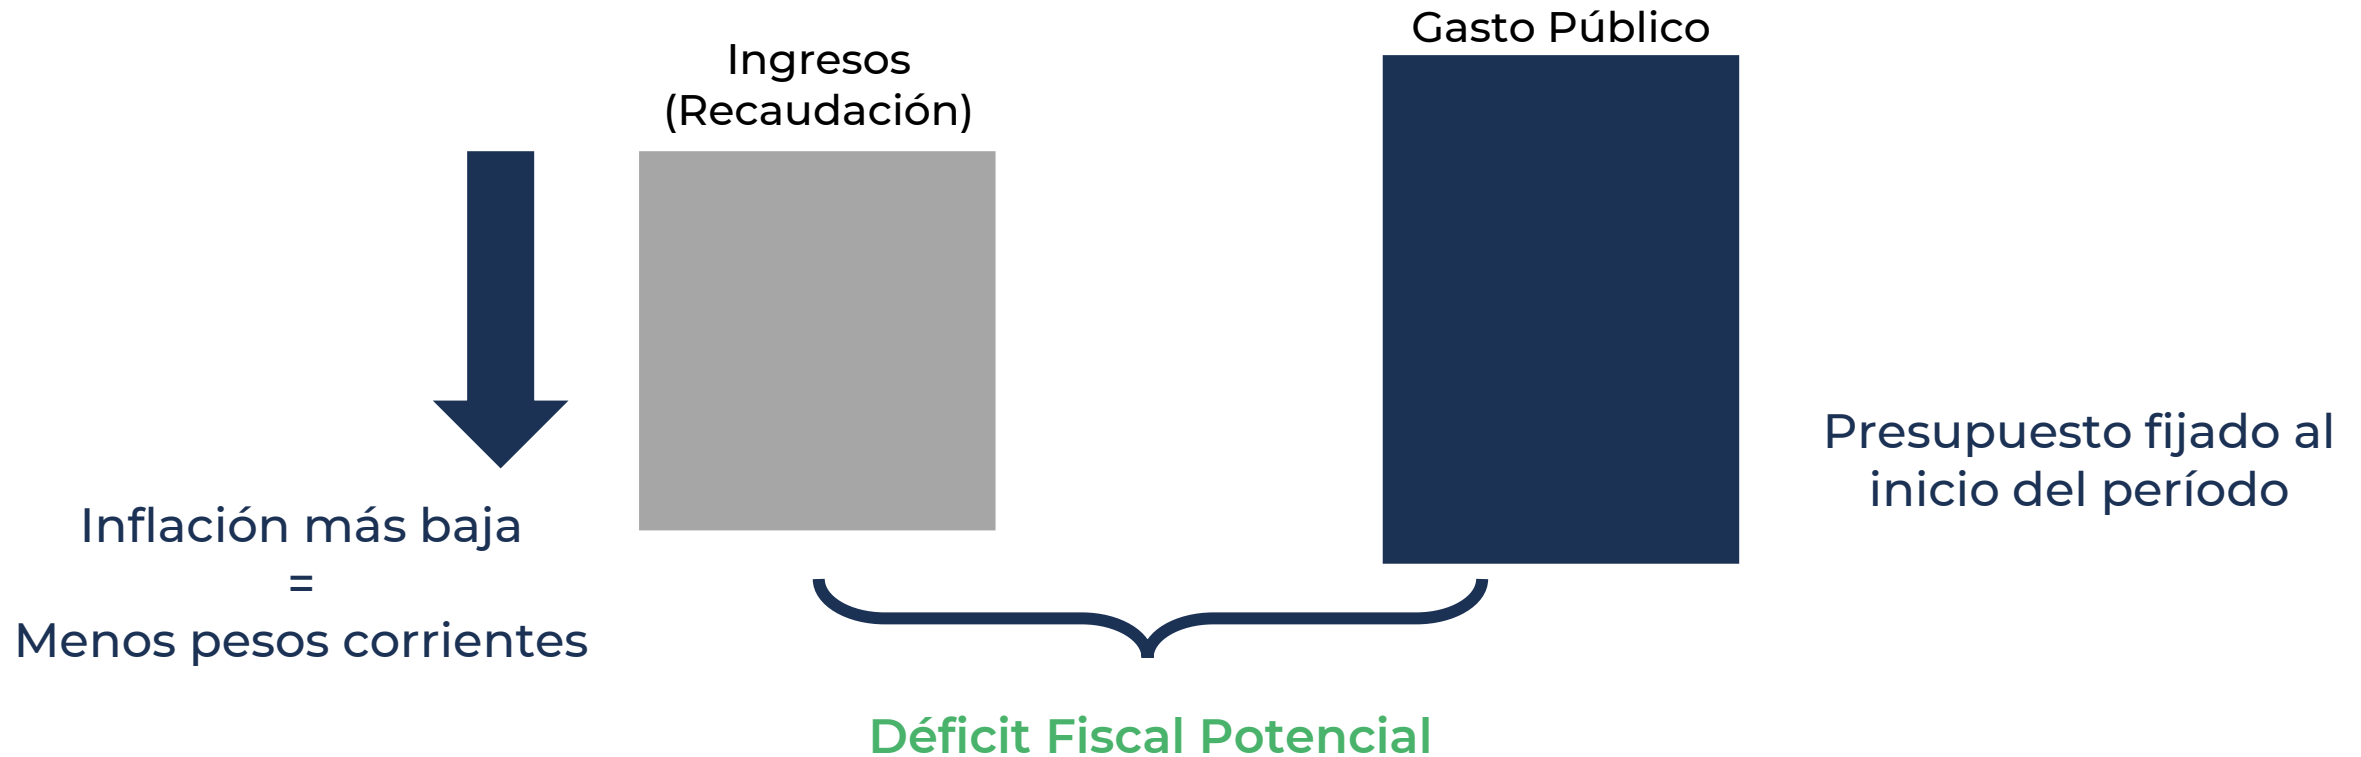 Gasto Público
Ingresos
(Recaudación)
Presupuesto fijado al
inicio del período
Inflación más baja
=
Menos pesos corrientes
Déficit Fiscal Potencial